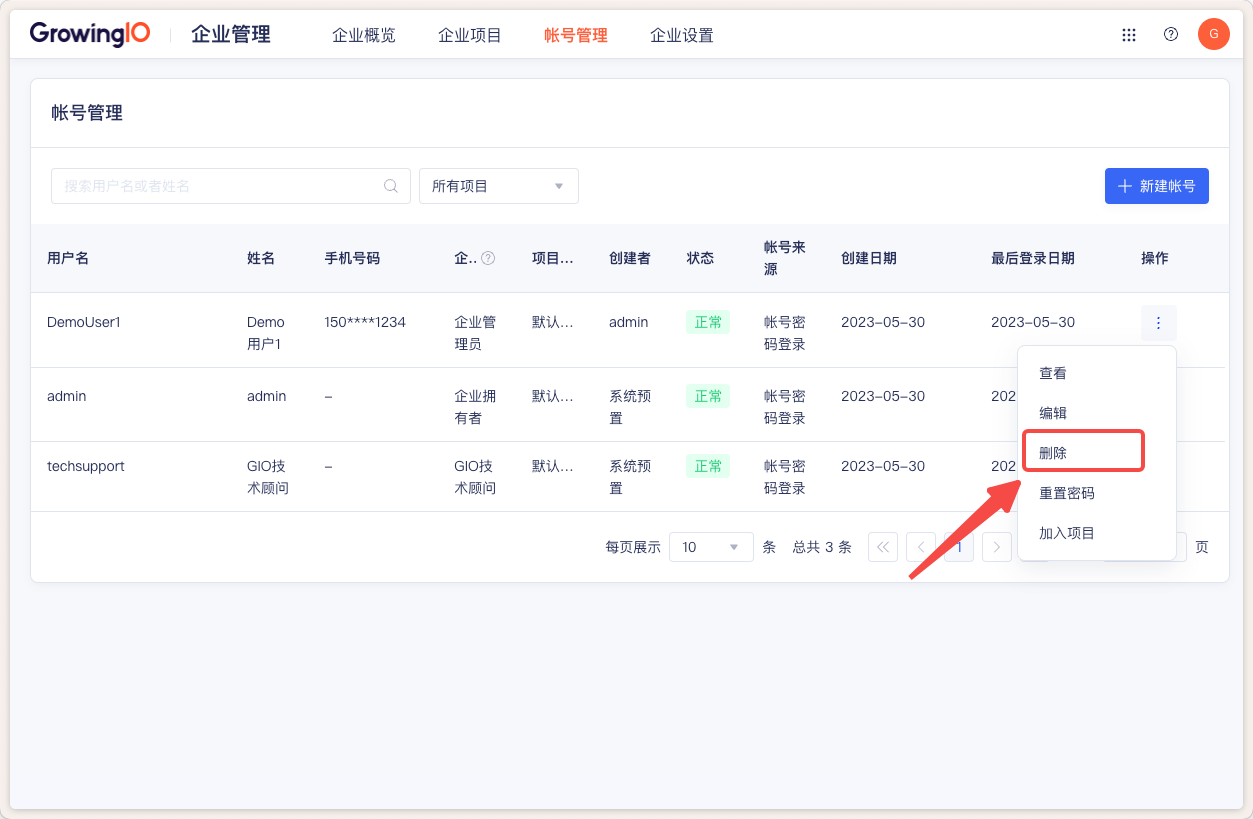 GrowingIO 企业管理 企业概览 企业项目 帐号管理 企业设置 G
帐号管理
搜索用户名或者姓名 所有项目 新建帐号
用户名 姓名 手机号码 企.. 项目... 创建者 状态 帐号来源 创建日期 最后登录日期 操作
DemoUser1 Demo 150****1234 企业管 默认... admin 正常 帐号密 2023-05-30 2023-05-30
用户1 理员 码登录
查看
admin admin – 企业拥 默认... 系统预 正常 帐号密 2023-05-30 202
有者 置 码登录
编辑
删除
techsupport GIO技 – GIO技 默认... 系统预 正常 帐号密 2023-05-30 202
术顾问 术顾问 置 码登录
重置密码
加入项目
每页展示 10 条 总共 3 条 1 页